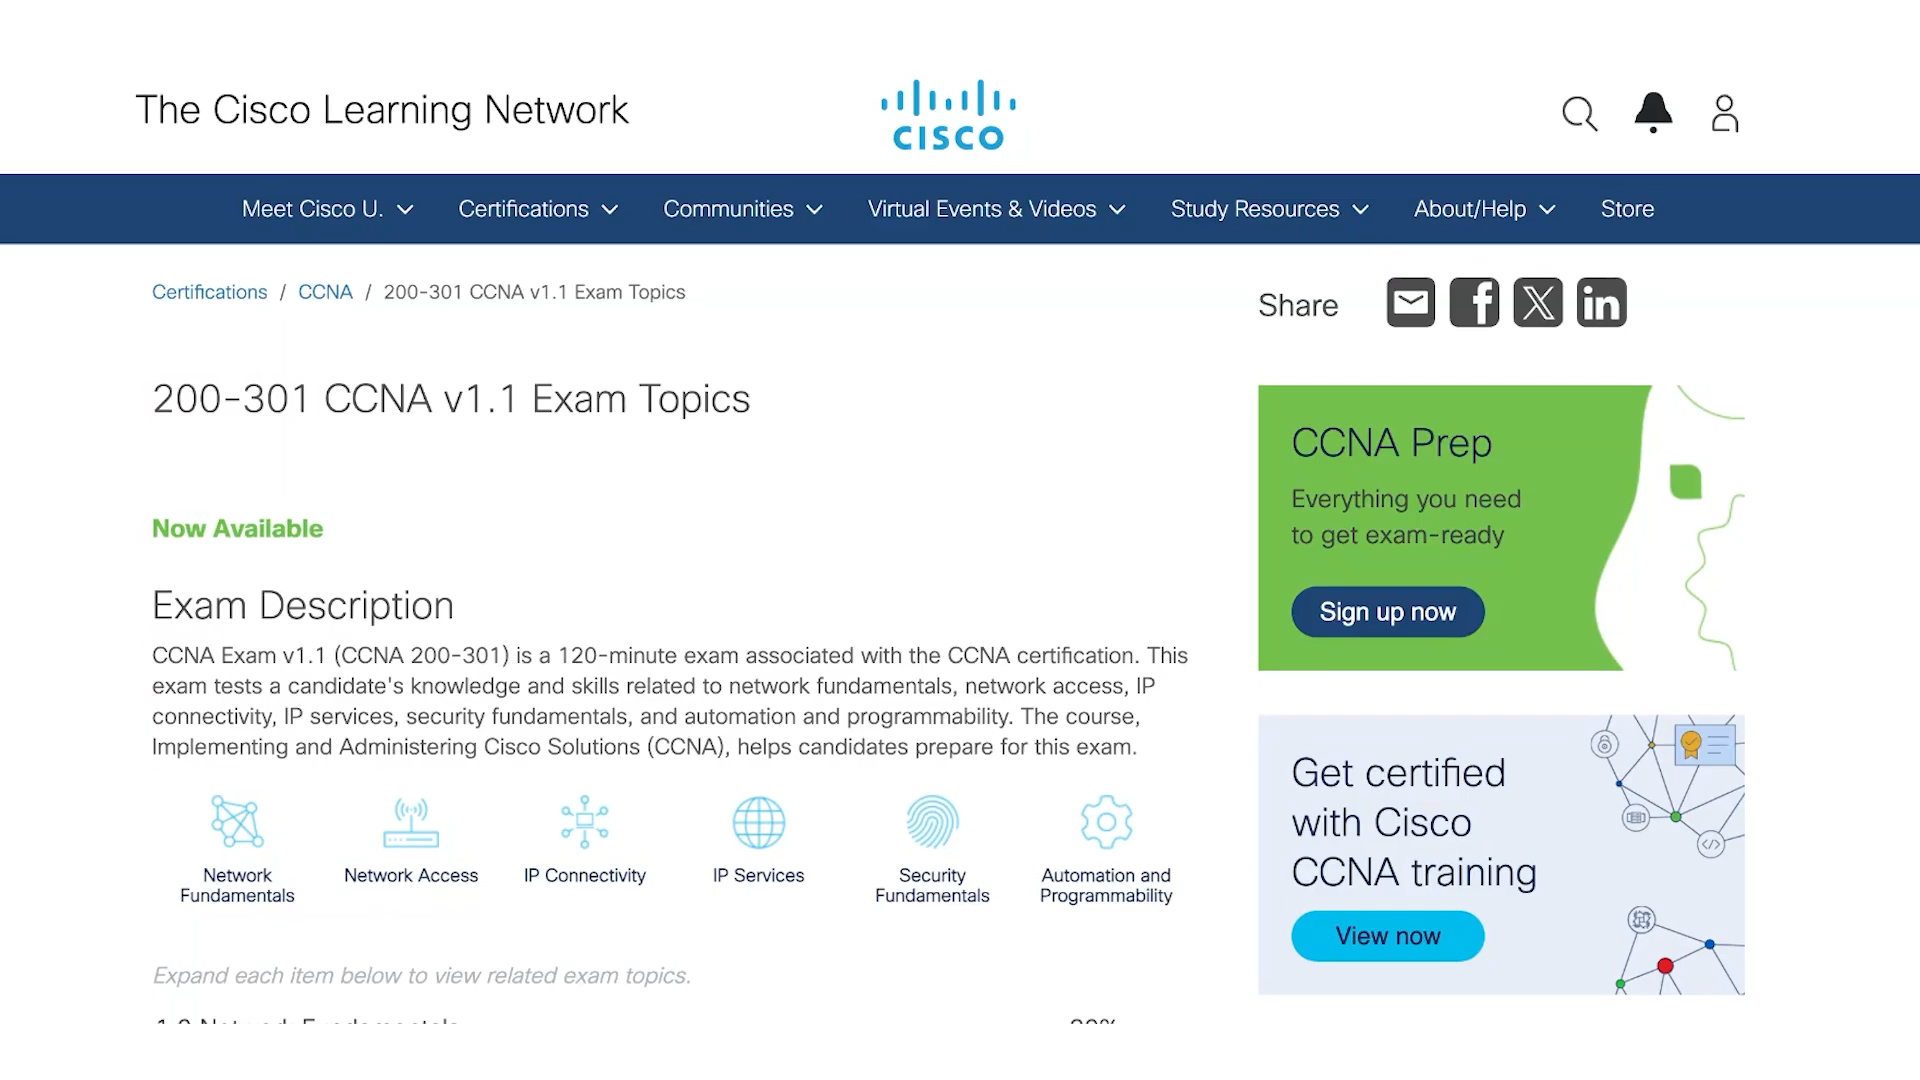 The Cisco Learning Network
CISCO
Meet Cisco U.
Certifications
Communities
Virtual Events & Videos
Study Resources
About/Help
Store
Certifications / CCNA / 200-301 CCNA v1.1 Exam Topics
Share
200-301 CCNA v1.1 Exam Topics
Now Available
Exam Description
CCNA Exam v1.1 (CCNA 200-301) is a 120-minute exam associated with the CCNA certification. This
exam tests a candidate's knowledge and skills related to network fundamentals, network access, IP
connectivity, IP services, security fundamentals, and automation and programmability. The course,
Implementing and Administering Cisco Solutions (CCNA), helps candidates prepare for this exam.
Network
Fundamentals
Network Access
IP Connectivity
IP Services
Security
Fundamentals
Automation and
Programmability
Expand each item below to view related exam topics.
CCNA Prep
Everything you need
to get exam-ready
Sign up now
Get certified
with Cisco
CCNA training
View now